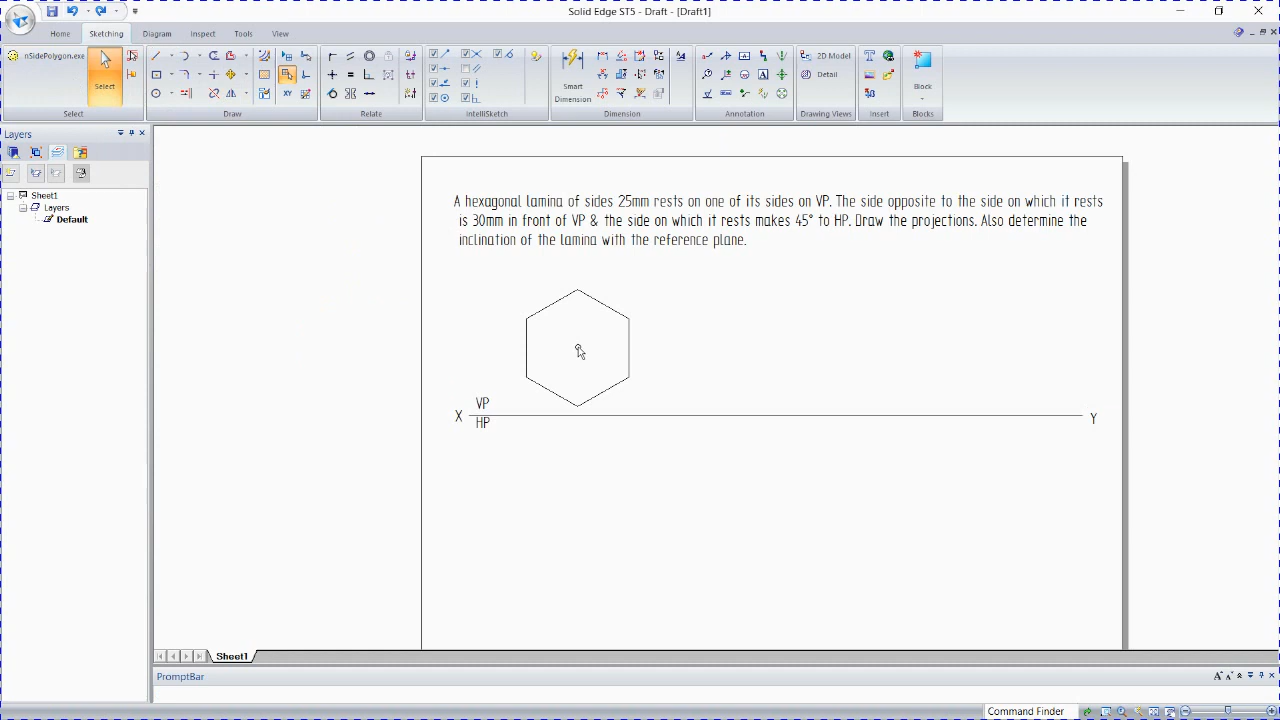 Solid Edge ST5 - Draft - [Draft1]
Home Sketching Diagram Inspect Tools View
nSidePolygon.exe
Select
Smart Dimension
2D Model
Detail
Block
Select Draw Relate IntelliSketch Dimension Annotation Drawing Views Insert Blocks
Layers
Sheet1
Layers
Default
A hexagonal lamina of sides 25mm rests on one of its sides on VP. The side opposite to the side on which it rests
is 30mm in front of VP & the side on which it rests makes 45° to HP. Draw the projections. Also determine the
inclination of the lamina with the reference plane.
VP
X
HP
Y
Sheet1
PromptBar
Command Finder